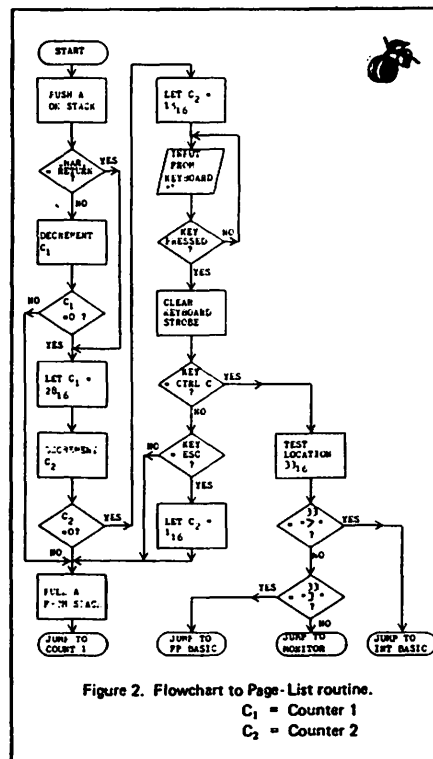 START
PUSH A
ON STACK
RETURN
?
YES
NO
DECREMENT
C1
NO
C1
=0 ?
YES
LET C1 =
28 16
DECREMENT
C2
C2
=0?
YES
NO
PULL A
FROM STACK
JUMP TO
COUNT 1
LET C2 =
16
INPUT
FROM
KEYBOARD
KEY
PRESSED
?
NO
YES
CLEAR
KEYBOARD
STROBE
KEY
= CTRL C
?
YES
NO
KEY
= ESC
?
NO
YES
LET C2 =
1 16
TEST
LOCATION
33 16
33
= ">"
?
YES
NO
33
= "]"
?
YES
NO
JUMP TO
FP BASIC
JUMP TO
MONITOR
JUMP TO
INT BASIC
Figure 2. Flowchart to Page-List routine.
C1 = Counter 1
C2 = Counter 2